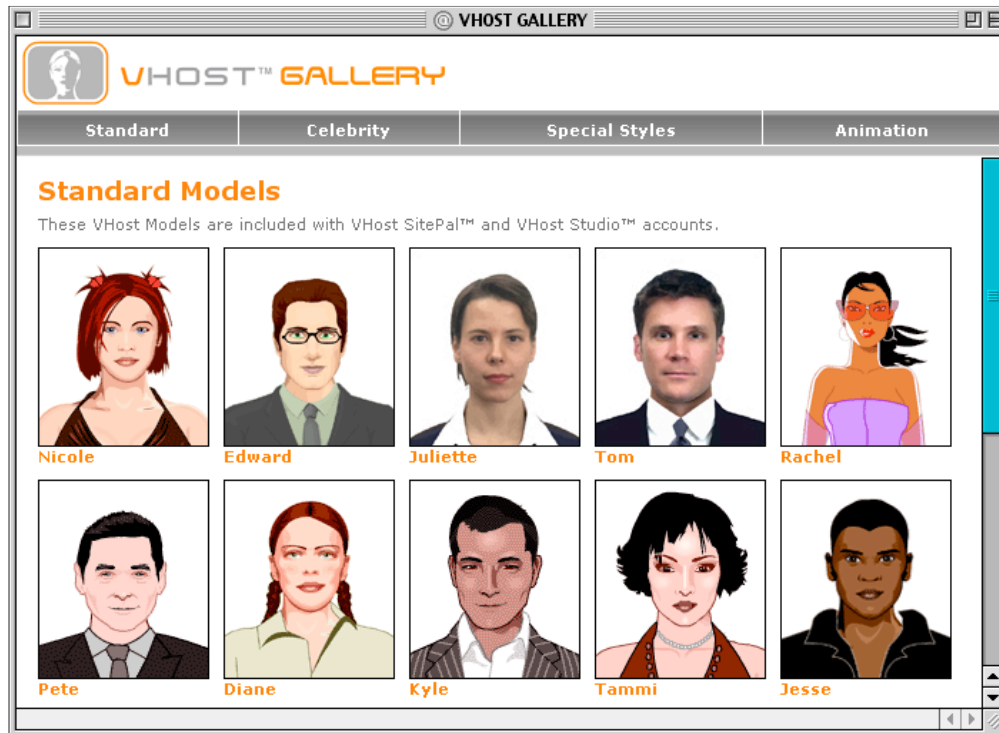 @ VHOST GALLERY
VHOST™ GALLERY
Standard Celebrity Special Styles Animation
Standard Models
These VHost Models are included with VHost SitePal™ and VHost Studio™ accounts.
Nicole Edward Juliette Tom Rachel
Pete Diane Kyle Tammi Jesse